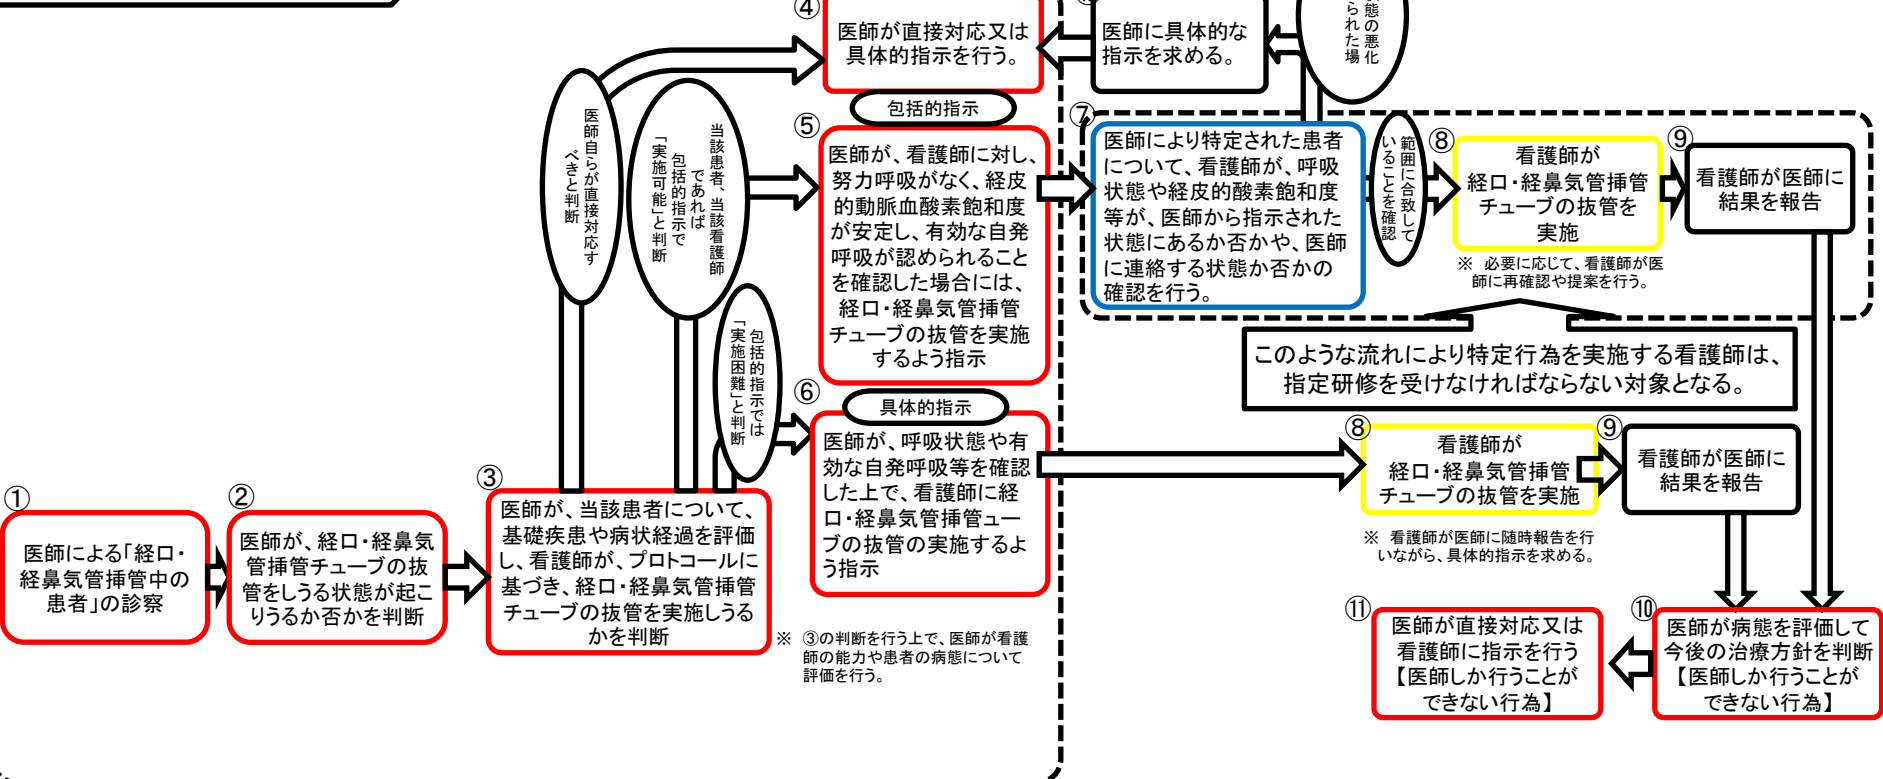 ①
医師による「経口・
経鼻気管挿管中の
患者」の診察
②
医師が、経口・経鼻気
管挿管チューブの抜
管をしうる状態が起こ
りうるか否かを判断
③
医師が、当該患者について、
基礎疾患や病状経過を評価
し、看護師が、プロトコールに
基づき、経口・経鼻気管挿管
チューブの抜管を実施しうる
かを判断
※ ③の判断を行う上で、医師が看護
師の能力や患者の病態について
評価を行う。
医師自らが直接対応す
べきと判断
当該患者、当該看護師
であれば
包括的指示で
「実施可能」と判断
包括的指示では
「実施困難」と判断
④
医師が直接対応又は
具体的指示を行う。
医師に具体的な
指示を求める。
態の悪化
られた場
包括的指示
⑤
医師が、看護師に対し、
努力呼吸がなく、経皮
的動脈血酸素飽和度
が安定し、有効な自発
呼吸が認められること
を確認した場合には、
経口・経鼻気管挿管
チューブの抜管を実施
するよう指示
⑥
具体的指示
医師が、呼吸状態や有
効な自発呼吸等を確認
した上で、看護師に経
口・経鼻気管挿管ュー
ブの抜管の実施するよ
う指示
⑦
医師により特定された患者
について、看護師が、呼吸
状態や経皮的酸素飽和度
等が、医師から指示された
状態にあるか否かや、医師
に連絡する状態か否かの
確認を行う。
範囲に合致して
いることを確認
⑧
看護師が
経口・経鼻気管挿管
チューブの抜管を
実施
※ 必要に応じて、看護師が医
師に再確認や提案を行う。
⑨
看護師が医師に
結果を報告
このような流れにより特定行為を実施する看護師は、
指定研修を受けなければならない対象となる。
⑧
看護師が
経口・経鼻気管挿管
チューブの抜管を実施
※ 看護師が医師に随時報告を行
いながら、具体的指示を求める。
⑨
看護師が医師に
結果を報告
⑩
医師が病態を評価して
今後の治療方針を判断
【医師しか行うことが
できない行為】
⑪
医師が直接対応又は
看護師に指示を行う
【医師しか行うことが
できない行為】